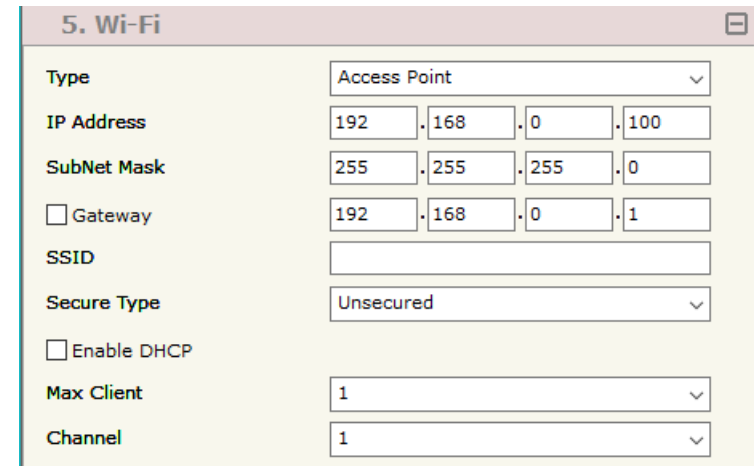 5. Wi-Fi
Type Access Point
IP Address 192 . 168 . 0 . 100
SubNet Mask 255 . 255 . 255 . 0
Gateway 192 . 168 . 0 . 1
SSID
Secure Type Unsecured
Enable DHCP
Max Client 1
Channel 1